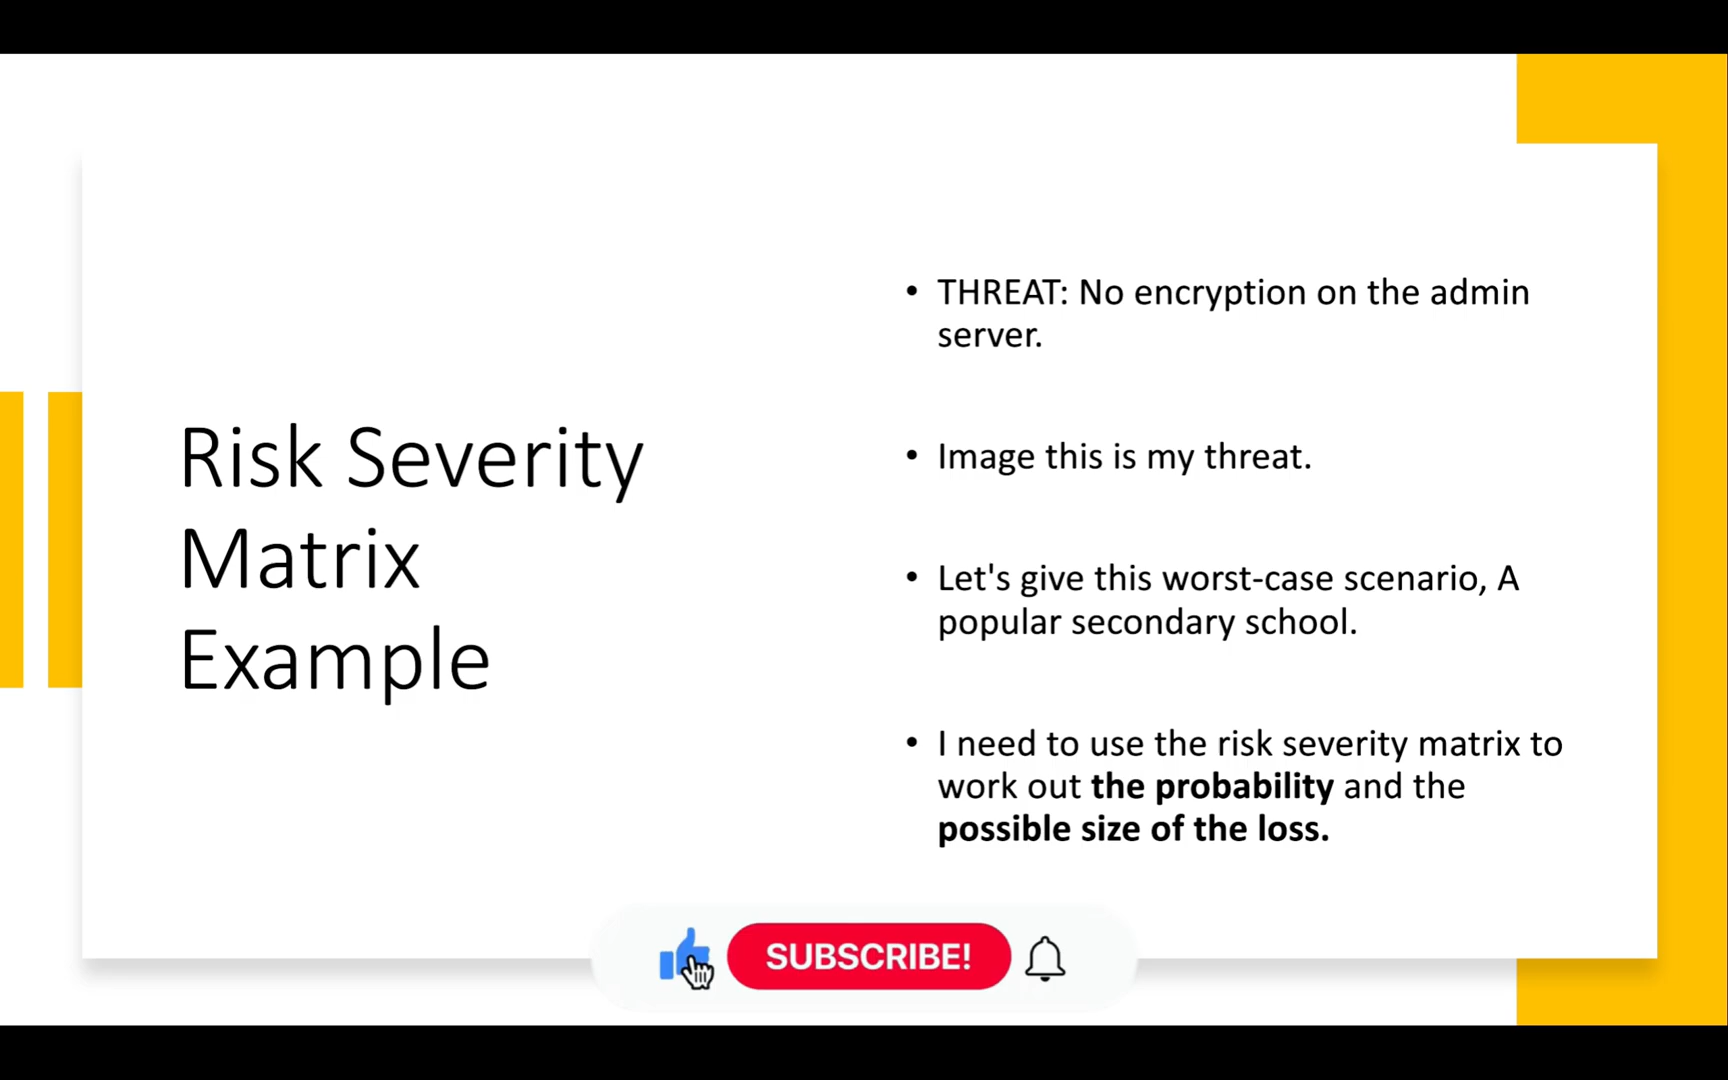 Risk Severity
Matrix
Example
• THREAT: No encryption on the admin
server.
• Image this is my threat.
• Let's give this worst-case scenario, A
popular secondary school.
• I need to use the risk severity matrix to
work out the probability and the
possible size of the loss.
SUBSCRIBE!